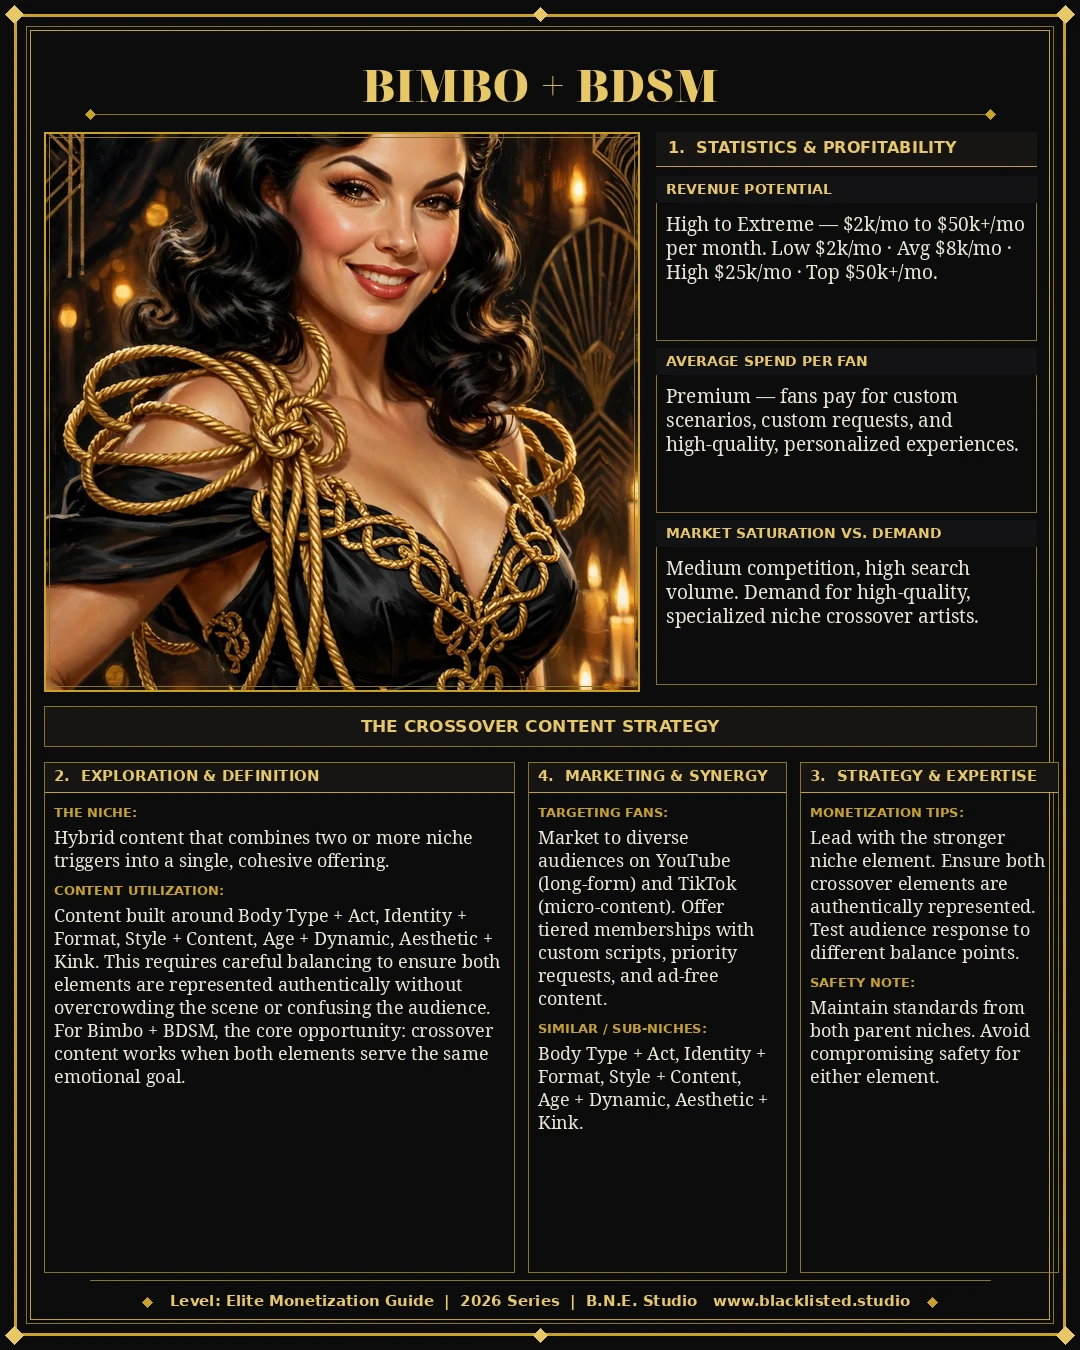 BIMBO + BDSM
1. STATISTICS & PROFITABILITY
REVENUE POTENTIAL
High to Extreme — $2k/mo to $50k+/mo
per month. Low $2k/mo · Avg $8k/mo ·
High $25k/mo · Top $50k+/mo.
AVERAGE SPEND PER FAN
Premium — fans pay for custom
scenarios, custom requests, and
high-quality, personalized experiences.
MARKET SATURATION VS. DEMAND
Medium competition, high search
volume. Demand for high-quality,
specialized niche crossover artists.
THE CROSSOVER CONTENT STRATEGY
2. EXPLORATION & DEFINITION
THE NICHE:
Hybrid content that combines two or more niche
triggers into a single, cohesive offering.
CONTENT UTILIZATION:
Content built around Body Type + Act, Identity +
Format, Style + Content, Age + Dynamic, Aesthetic +
Kink. This requires careful balancing to ensure both
elements are represented authentically without
overcrowding the scene or confusing the audience.
For Bimbo + BDSM, the core opportunity: crossover
content works when both elements serve the same
emotional goal.
4. MARKETING & SYNERGY
TARGETING FANS:
Market to diverse
audiences on YouTube
(long-form) and TikTok
(micro-content). Offer
tiered memberships with
custom scripts, priority
requests, and ad-free
content.
SIMILAR / SUB-NICHES:
Body Type + Act, Identity +
Format, Style + Content,
Age + Dynamic, Aesthetic +
Kink.
3. STRATEGY & EXPERTISE
MONETIZATION TIPS:
Lead with the stronger
niche element. Ensure both
crossover elements are
authentically represented.
Test audience response to
different balance points.
SAFETY NOTE:
Maintain standards from
both parent niches. Avoid
compromising safety for
either element.
Level: Elite Monetization Guide | 2026 Series | B.N.E. Studio www.blacklisted.studio